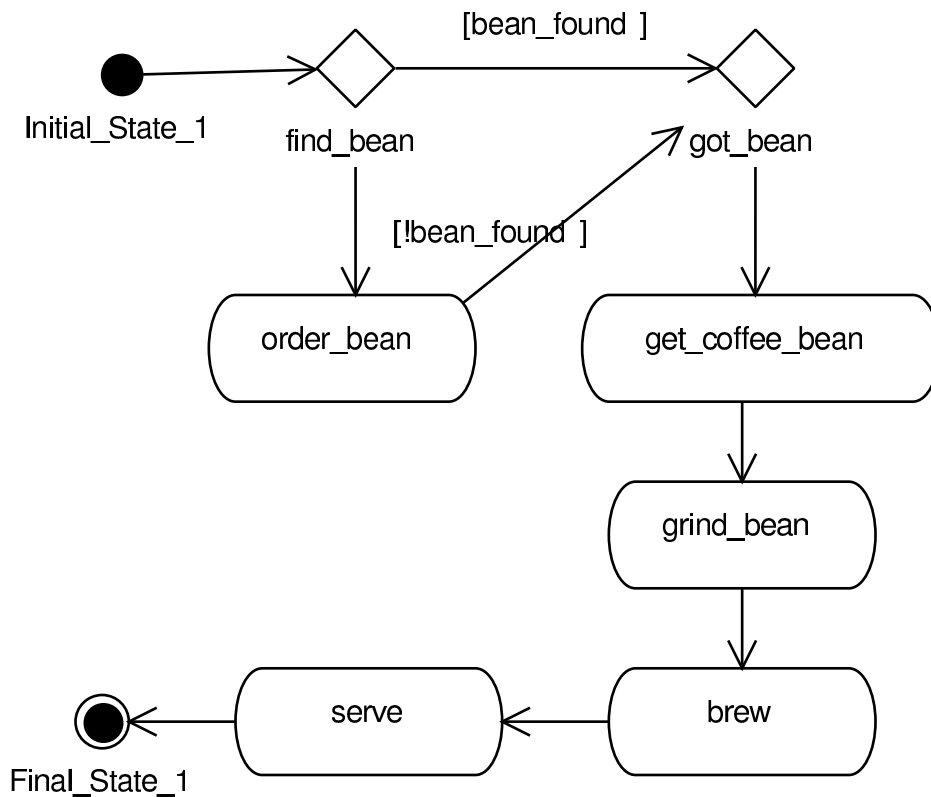 [bean_found ]
Initial_State_1
find_bean
got_bean
[!bean_found ]
order_bean
get_coffee_bean
grind_bean
serve
brew
Final_State_1